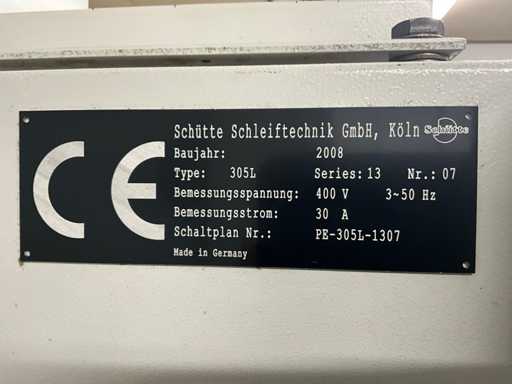 Schütte Schleiftechnik GmbH, Köln Schütte
Baujahr: 2008
Type: 305L Series: 13 Nr.: 07
Bemessungsspannung: 400 V 3~50 Hz
Bemessungsstrom: 30 A
Schaltplan Nr.: PE-305L-1307
Made in Germany
CE